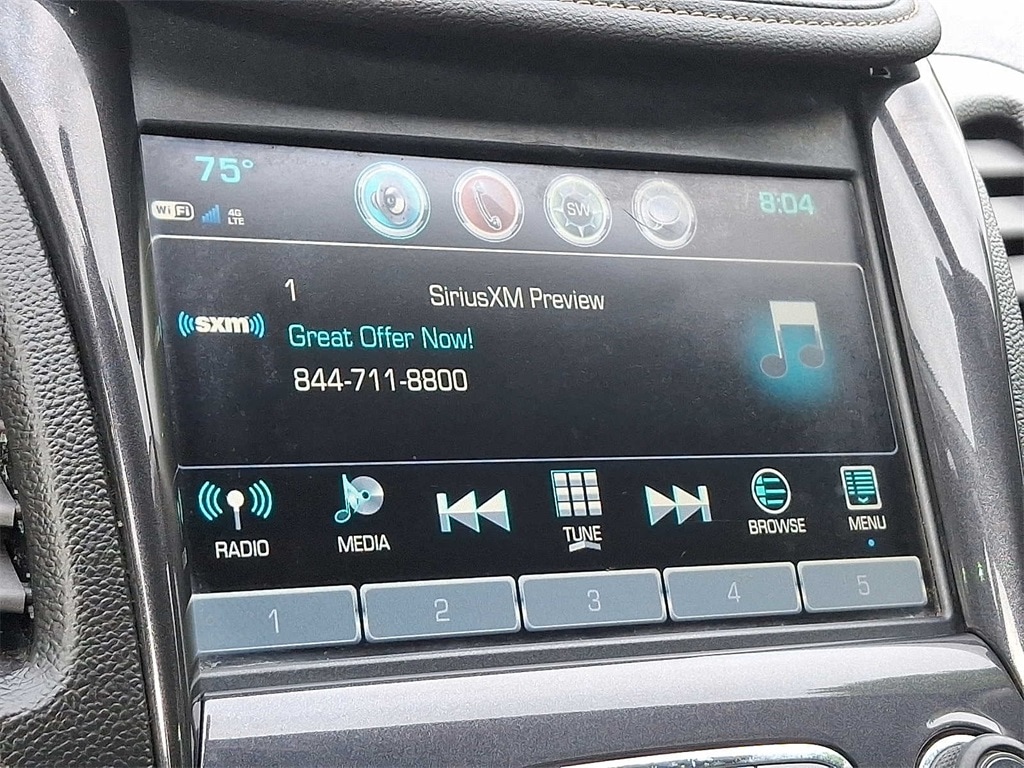 75°
8:04
WiFi
4G
LTE
SW
1 SiriusXM Preview
((sxm))
Great Offer Now!
844-711-8800
RADIO MEDIA TUNE BROWSE MENU
1 2 3 4 5